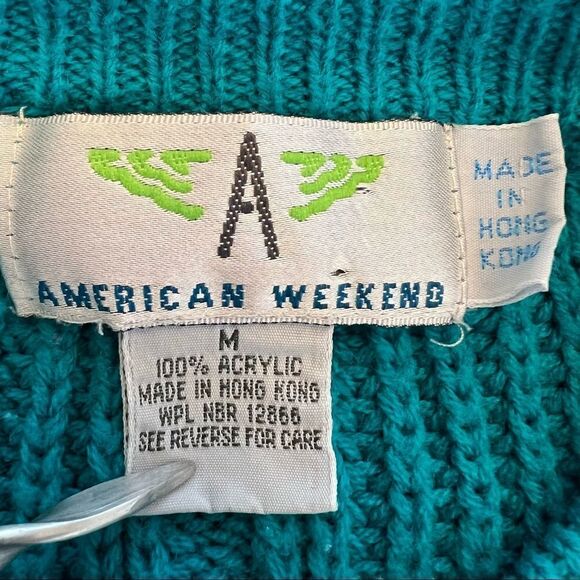 A
AMERICAN WEEKEND
MADE
IN
HONG
KONG
M
100% ACRYLIC
MADE IN HONG KONG
WPL NBR 12866
SEE REVERSE FOR CARE